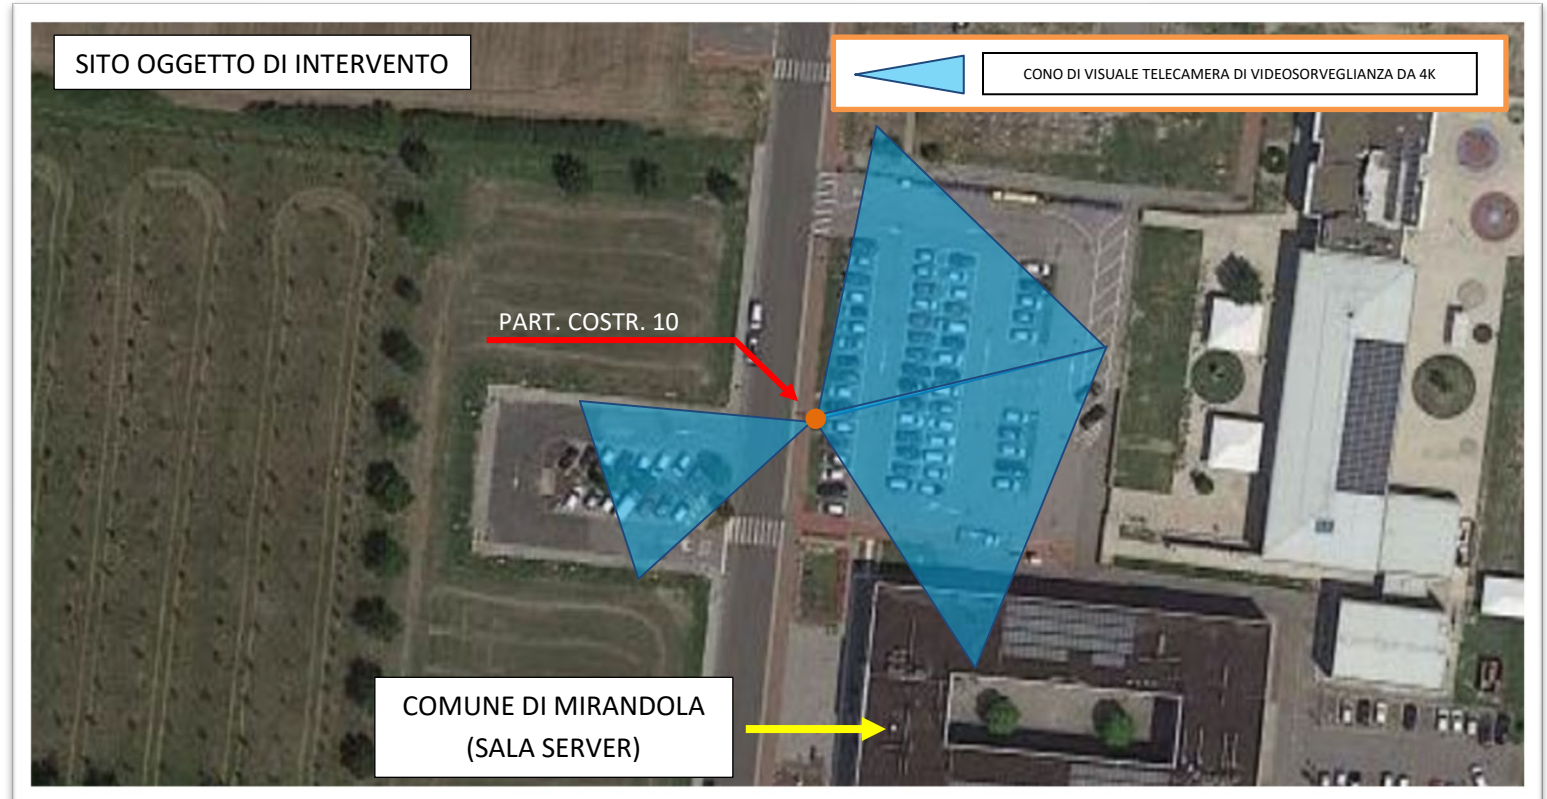 SITO OGGETTO DI INTERVENTO
CONO DI VISUALE TELECAMERA DI VIDEOSORVEGLIANZA DA 4K
PART. COSTR. 10
COMUNE DI MIRANDOLA
(SALA SERVER)